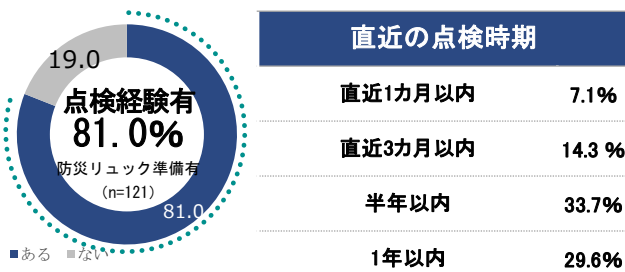 19.0
点検経験有
81.0%
防災リュック準備有
(n=121)
81.0
■ある ■ない
直近の点検時期
直近1カ月以内 7.1%
直近3カ月以内 14.3 %
半年以内 33.7%
1年以内 29.6%